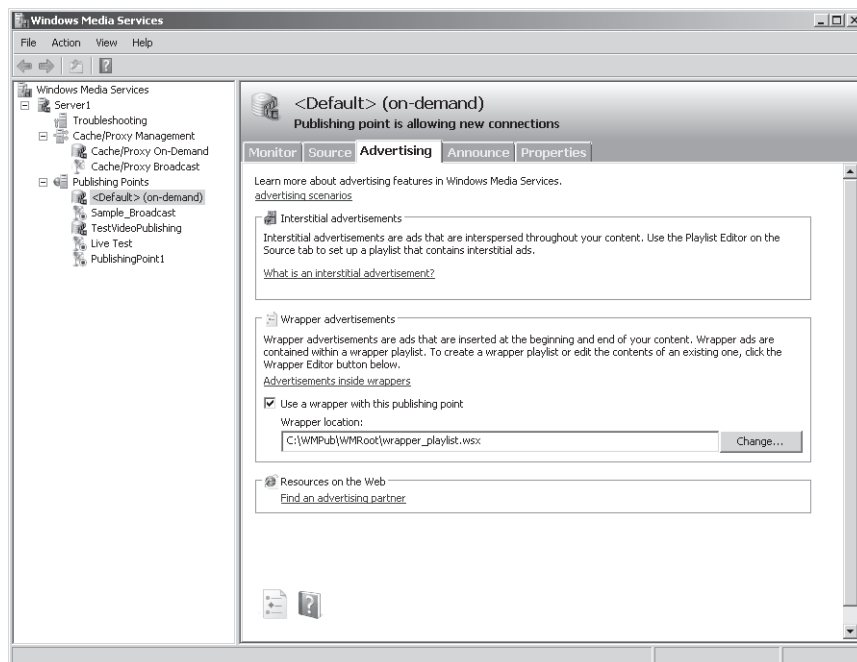 Windows Media Services
File Action View Help
Windows Media Services
Server1
Troubleshooting
Cache/Proxy Management
Cache/Proxy On-Demand
Cache/Proxy Broadcast
Publishing Points
<Default> (on-demand)
Sample_Broadcast
TestVideoPublishing
Live Test
PublishingPoint1
<Default> (on-demand)
Publishing point is allowing new connections
Monitor Source Advertising Announce Properties
Learn more about advertising features in Windows Media Services.
advertising scenarios
Interstitial advertisements
Interstitial advertisements are ads that are interspersed throughout your content. Use the Playlist Editor on the
Source tab to set up a playlist that contains interstitial ads.
What is an interstitial advertisement?
Wrapper advertisements
Wrapper advertisements are ads that are inserted at the beginning and end of your content. Wrapper ads are
contained within a wrapper playlist. To create a wrapper playlist or edit the contents of an existing one, click the
Wrapper Editor button below.
Advertisements inside wrappers
Use a wrapper with this publishing point
Wrapper location:
C:\WMPub\WMRoot\wrapper_playlist.wsx
Change...
Resources on the Web
Find an advertising partner